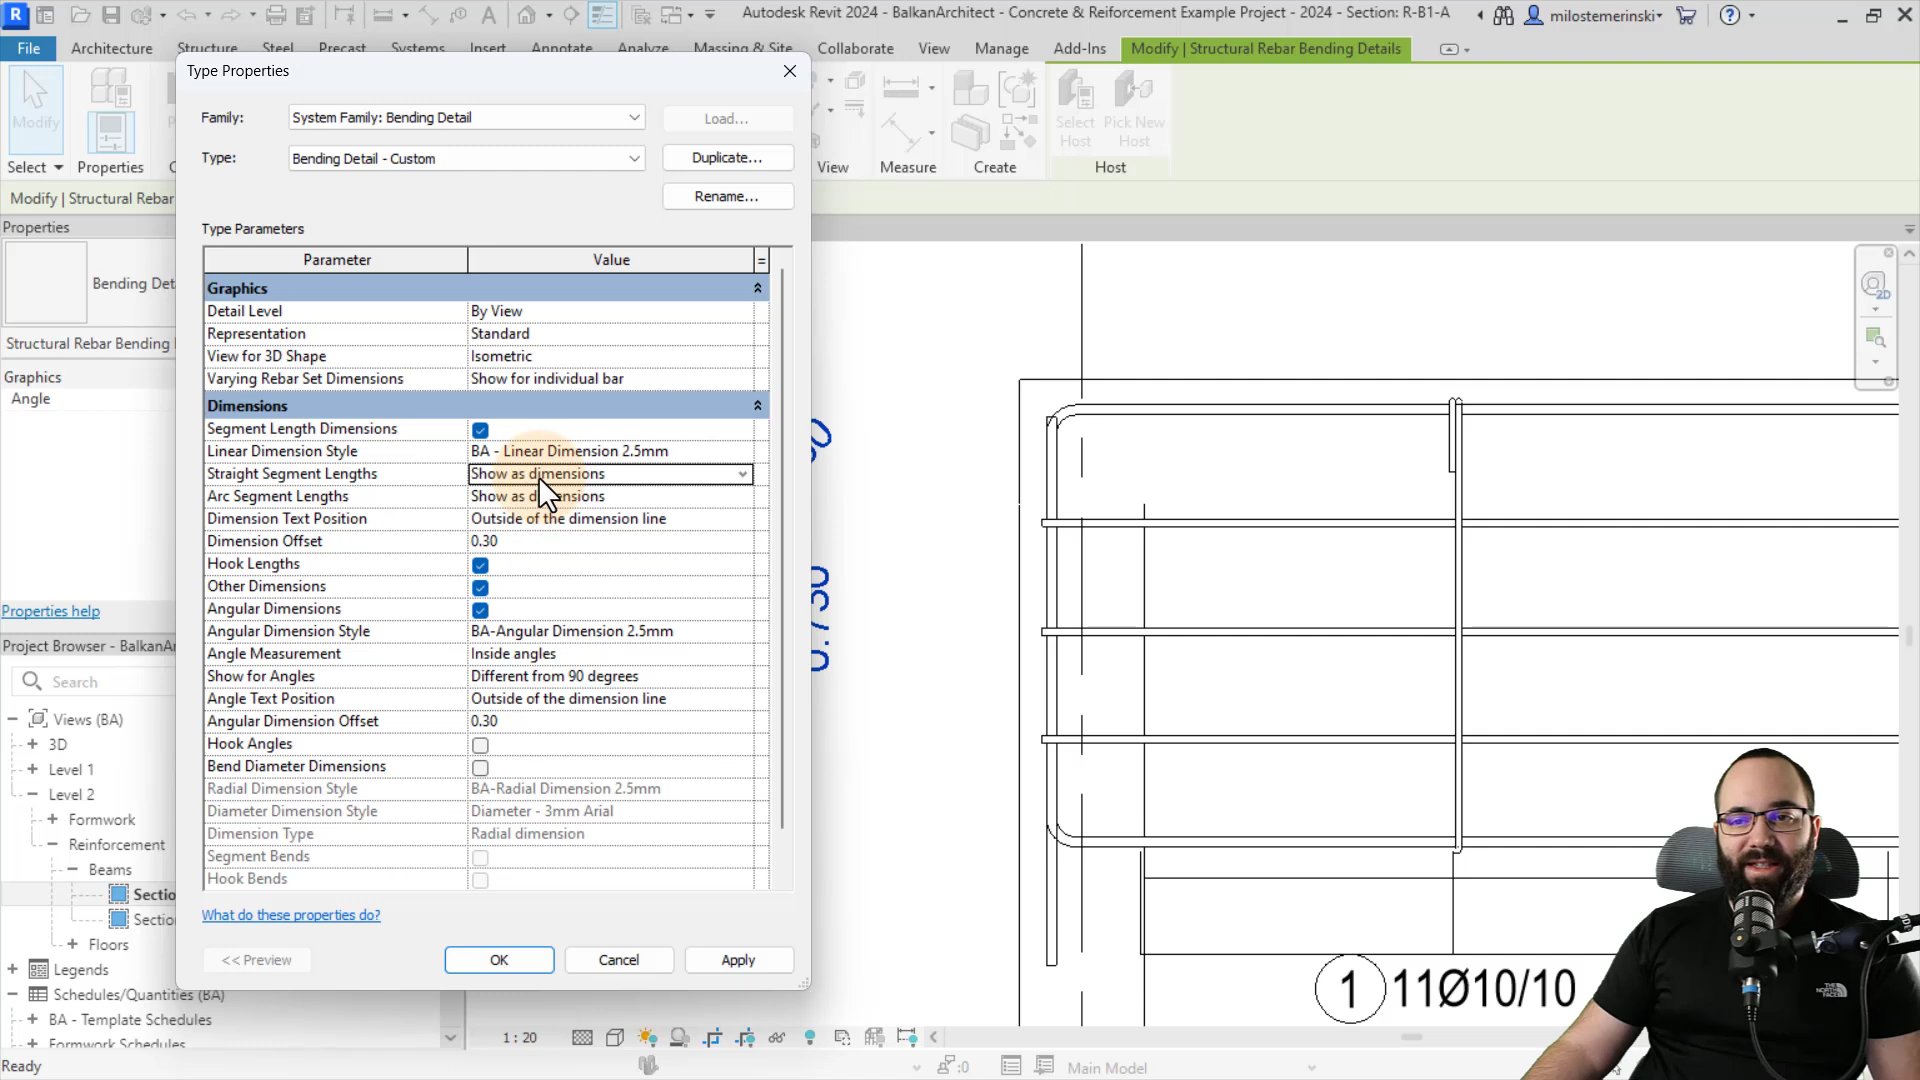 Autodesk Revit 2024 - BalkanArchitect - Concrete & Reiforcement Example Project - 2024 - Section: R-B1-A
milostemerinski
File
Architecture
Structure
Steel
Precast
Systems
Insert
Annotate
Analyze
Massing & Site
Collaborate
View
Manage
Add-Ins
Modify | Structural Rebar Bending Details
Modify
Select
Properties
View
Measure
Create
Select Host
Pick New Host
Host
Modify | Structural Rebar
Properties
Bending Det
Structural Rebar Bending
Graphics
Angle
Properties help
Project Browser - BalkanAr
Search
Views (BA)
3D
Level 1
Level 2
Formwork
Reinforcement
Beams
Sectio
Sectio
Floors
Legends
Schedules/Quantities (BA)
BA - Template Schedules
Formwork Schedules
Ready
Type Properties
Family:
System Family: Bending Detail
Load...
Type:
Bending Detail - Custom
Duplicate...
Rename...
Type Parameters
Parameter Value =
Graphics
Detail Level By View
Representation Standard
View for 3D Shape Isometric
Varying Rebar Set Dimensions Show for individual bar
Dimensions
Segment Length Dimensions
Linear Dimension Style BA - Linear Dimension 2.5mm
Straight Segment Lengths Show as dimensions
Arc Segment Lengths Show as dimensions
Dimension Text Position Outside of the dimension line
Dimension Offset 0.30
Hook Lengths
Other Dimensions
Angular Dimensions
Angular Dimension Style BA-Angular Dimension 2.5mm
Angle Measurement Inside angles
Show for Angles Different from 90 degrees
Angle Text Position Outside of the dimension line
Angular Dimension Offset 0.30
Hook Angles
Bend Diameter Dimensions
Radial Dimension Style BA-Radial Dimension 2.5mm
Diameter Dimension Style Diameter - 3mm Arial
Dimension Type Radial dimension
Segment Bends
Hook Bends
What do these properties do?
<< Preview
OK
Cancel
Apply
2D
1 11Ø10/10
1 : 20
:0
Main Model
THE NORTH FACE